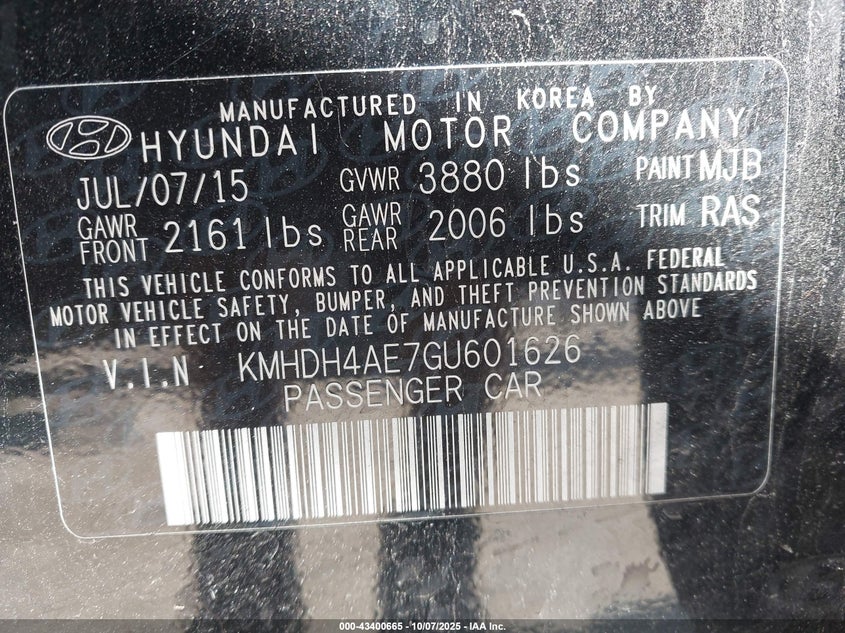 MANUFACTURED IN KOREA BY
HYUNDAI MOTOR COMPANY
JUL/07/15 GVWR 3880 lbs PAINT MJB
GAWR FRONT 2161 lbs GAWR REAR 2006 lbs TRIM RAS
THIS VEHICLE CONFORMS TO ALL APPLICABLE U.S.A. FEDERAL
MOTOR VEHICLE SAFETY, BUMPER, AND THEFT PREVENTION STANDARDS
IN EFFECT ON THE DATE OF MANUFACTURE SHOWN ABOVE
V.I.N KMHDH4AE7GU601626
PASSENGER CAR
000-43400665 - 10/07/2025 - IAA Inc.